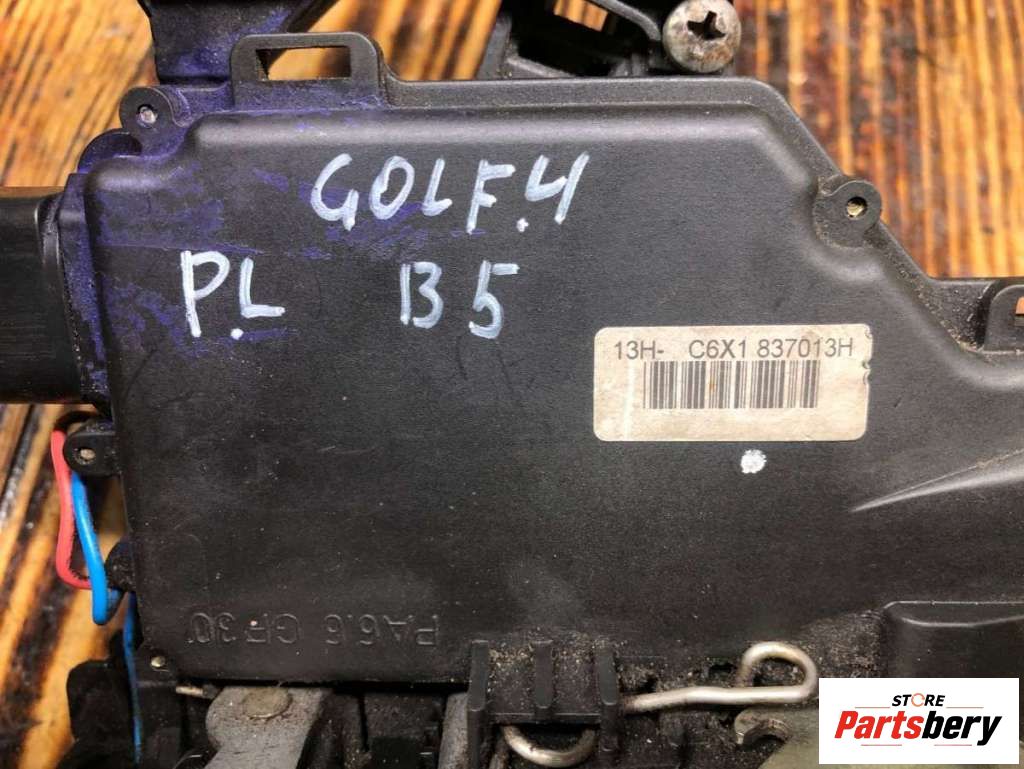 GOLF.4
P.L B5
13H- C6X1 837013H
PA6.6 GF30
STORE
Partsbery